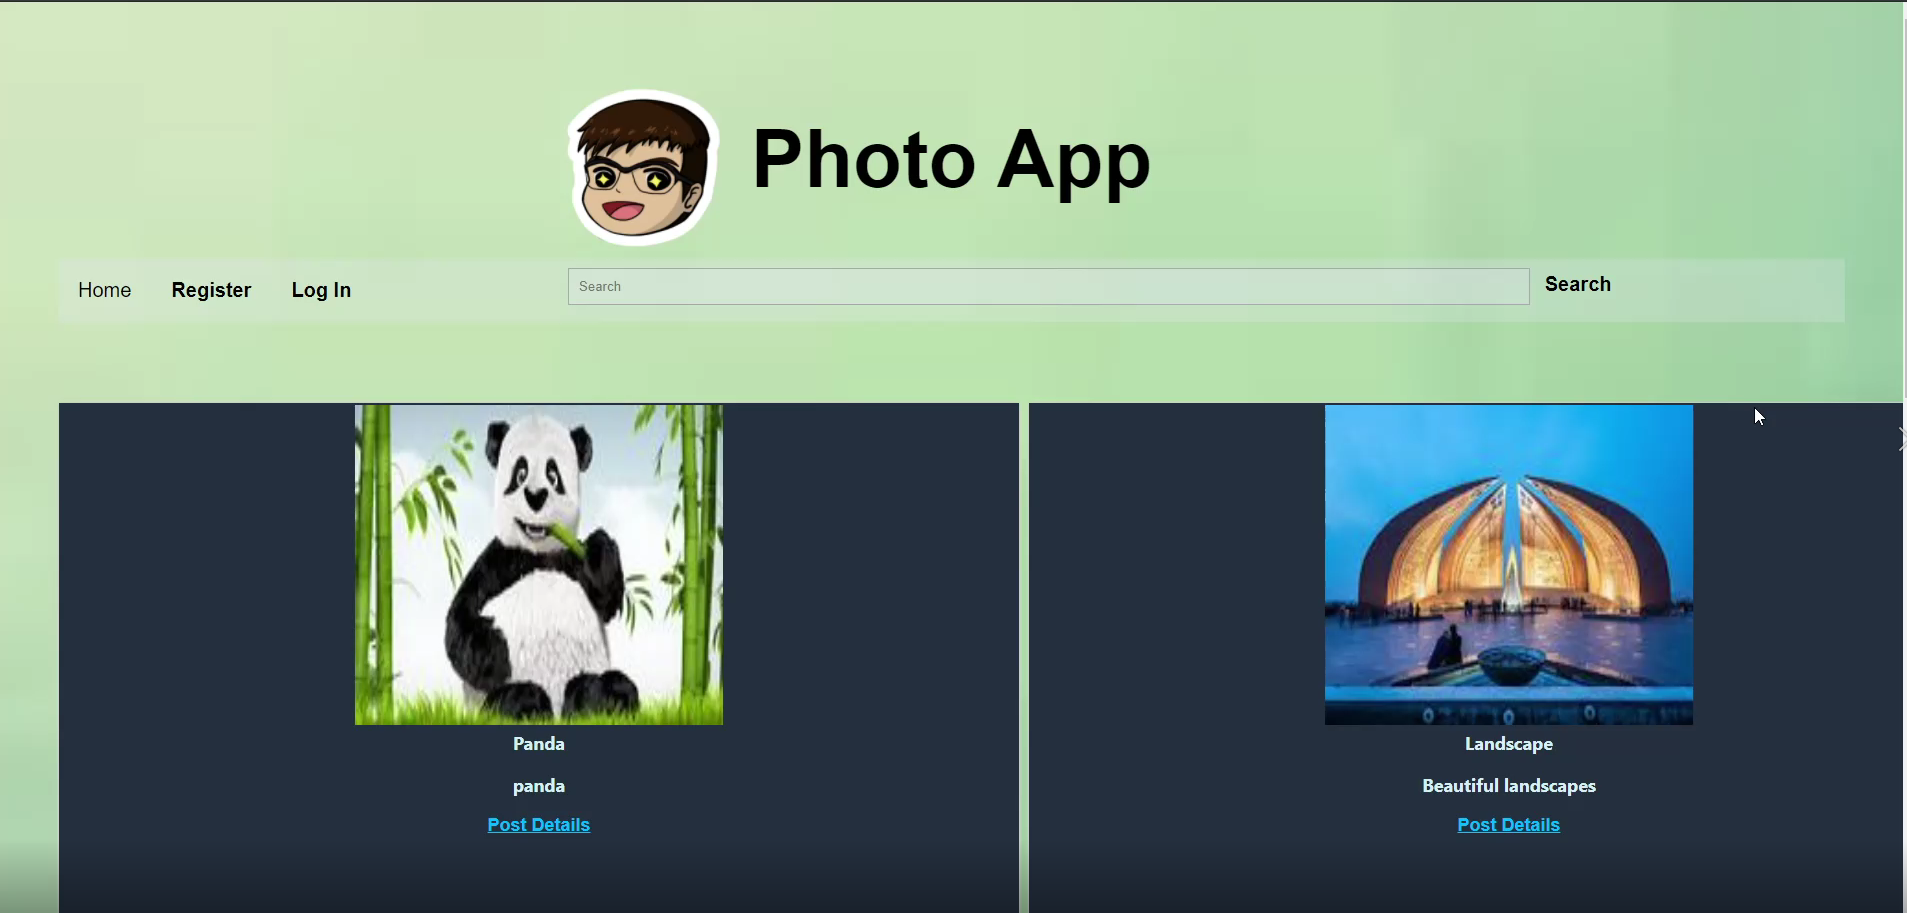 Photo App
Home Register Log In Search Search
Panda
panda
Post Details
Landscape
Beautiful landscapes
Post Details